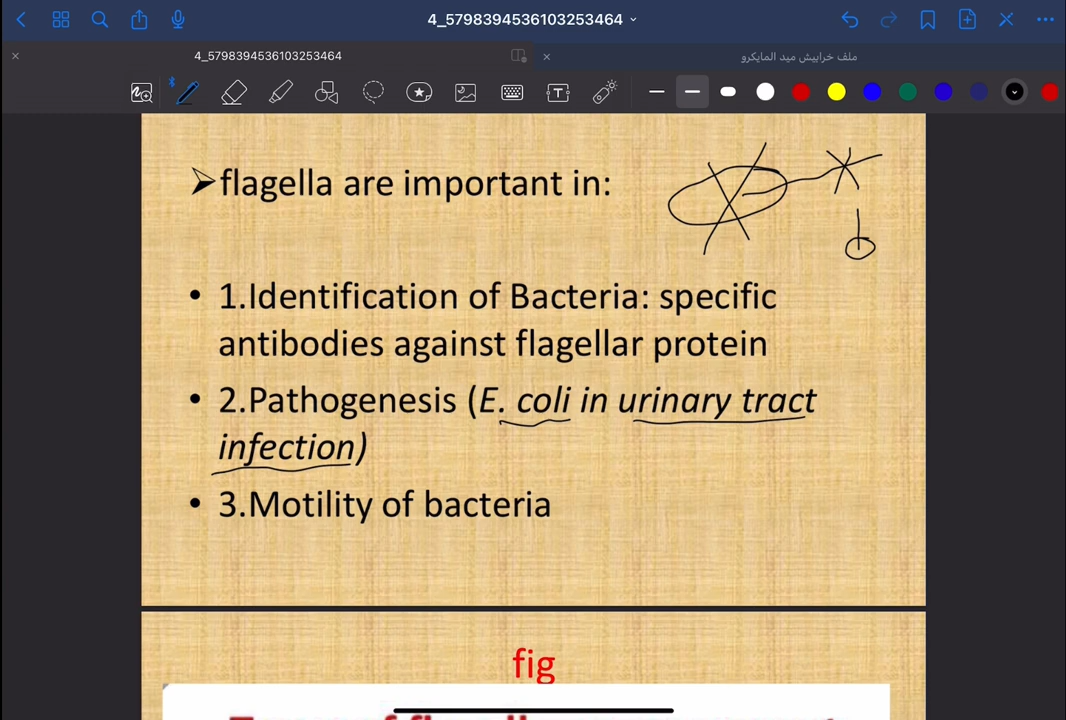 4_5798394536103253464
4_5798394536103253464
ملف خرابيش ميد المايكرو
flagella are important in:
• 1.Identification of Bacteria: specific
antibodies against flagellar protein
• 2.Pathogenesis (E. coli in urinary tract
infection)
• 3.Motility of bacteria
fig